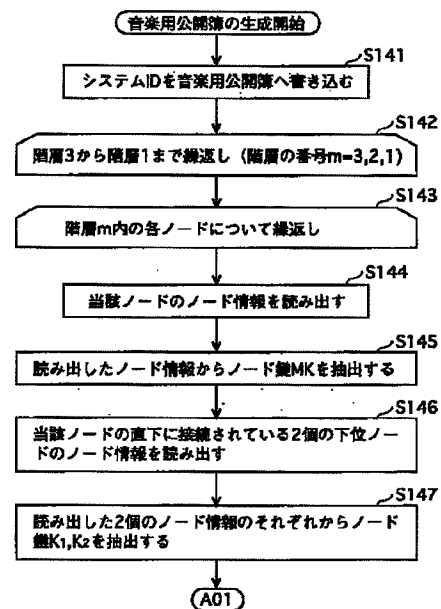 音楽用公開簿の生成開始
S141
システムIDを音楽用公開簿へ書き込む
S142
階層3から階層1まで繰返し（階層の番号m=3,2,1）
S143
階層m内の各ノードについて繰返し
S144
当該ノードのノード情報を読み出す
S145
読み出したノード情報からノード鍵MKを抽出する
S146
当該ノードの直下に接続されている2個の下位ノード
のノード情報を読み出す
S147
読み出した2個のノード情報のそれぞれからノード
鍵K1,K2を抽出する
A01